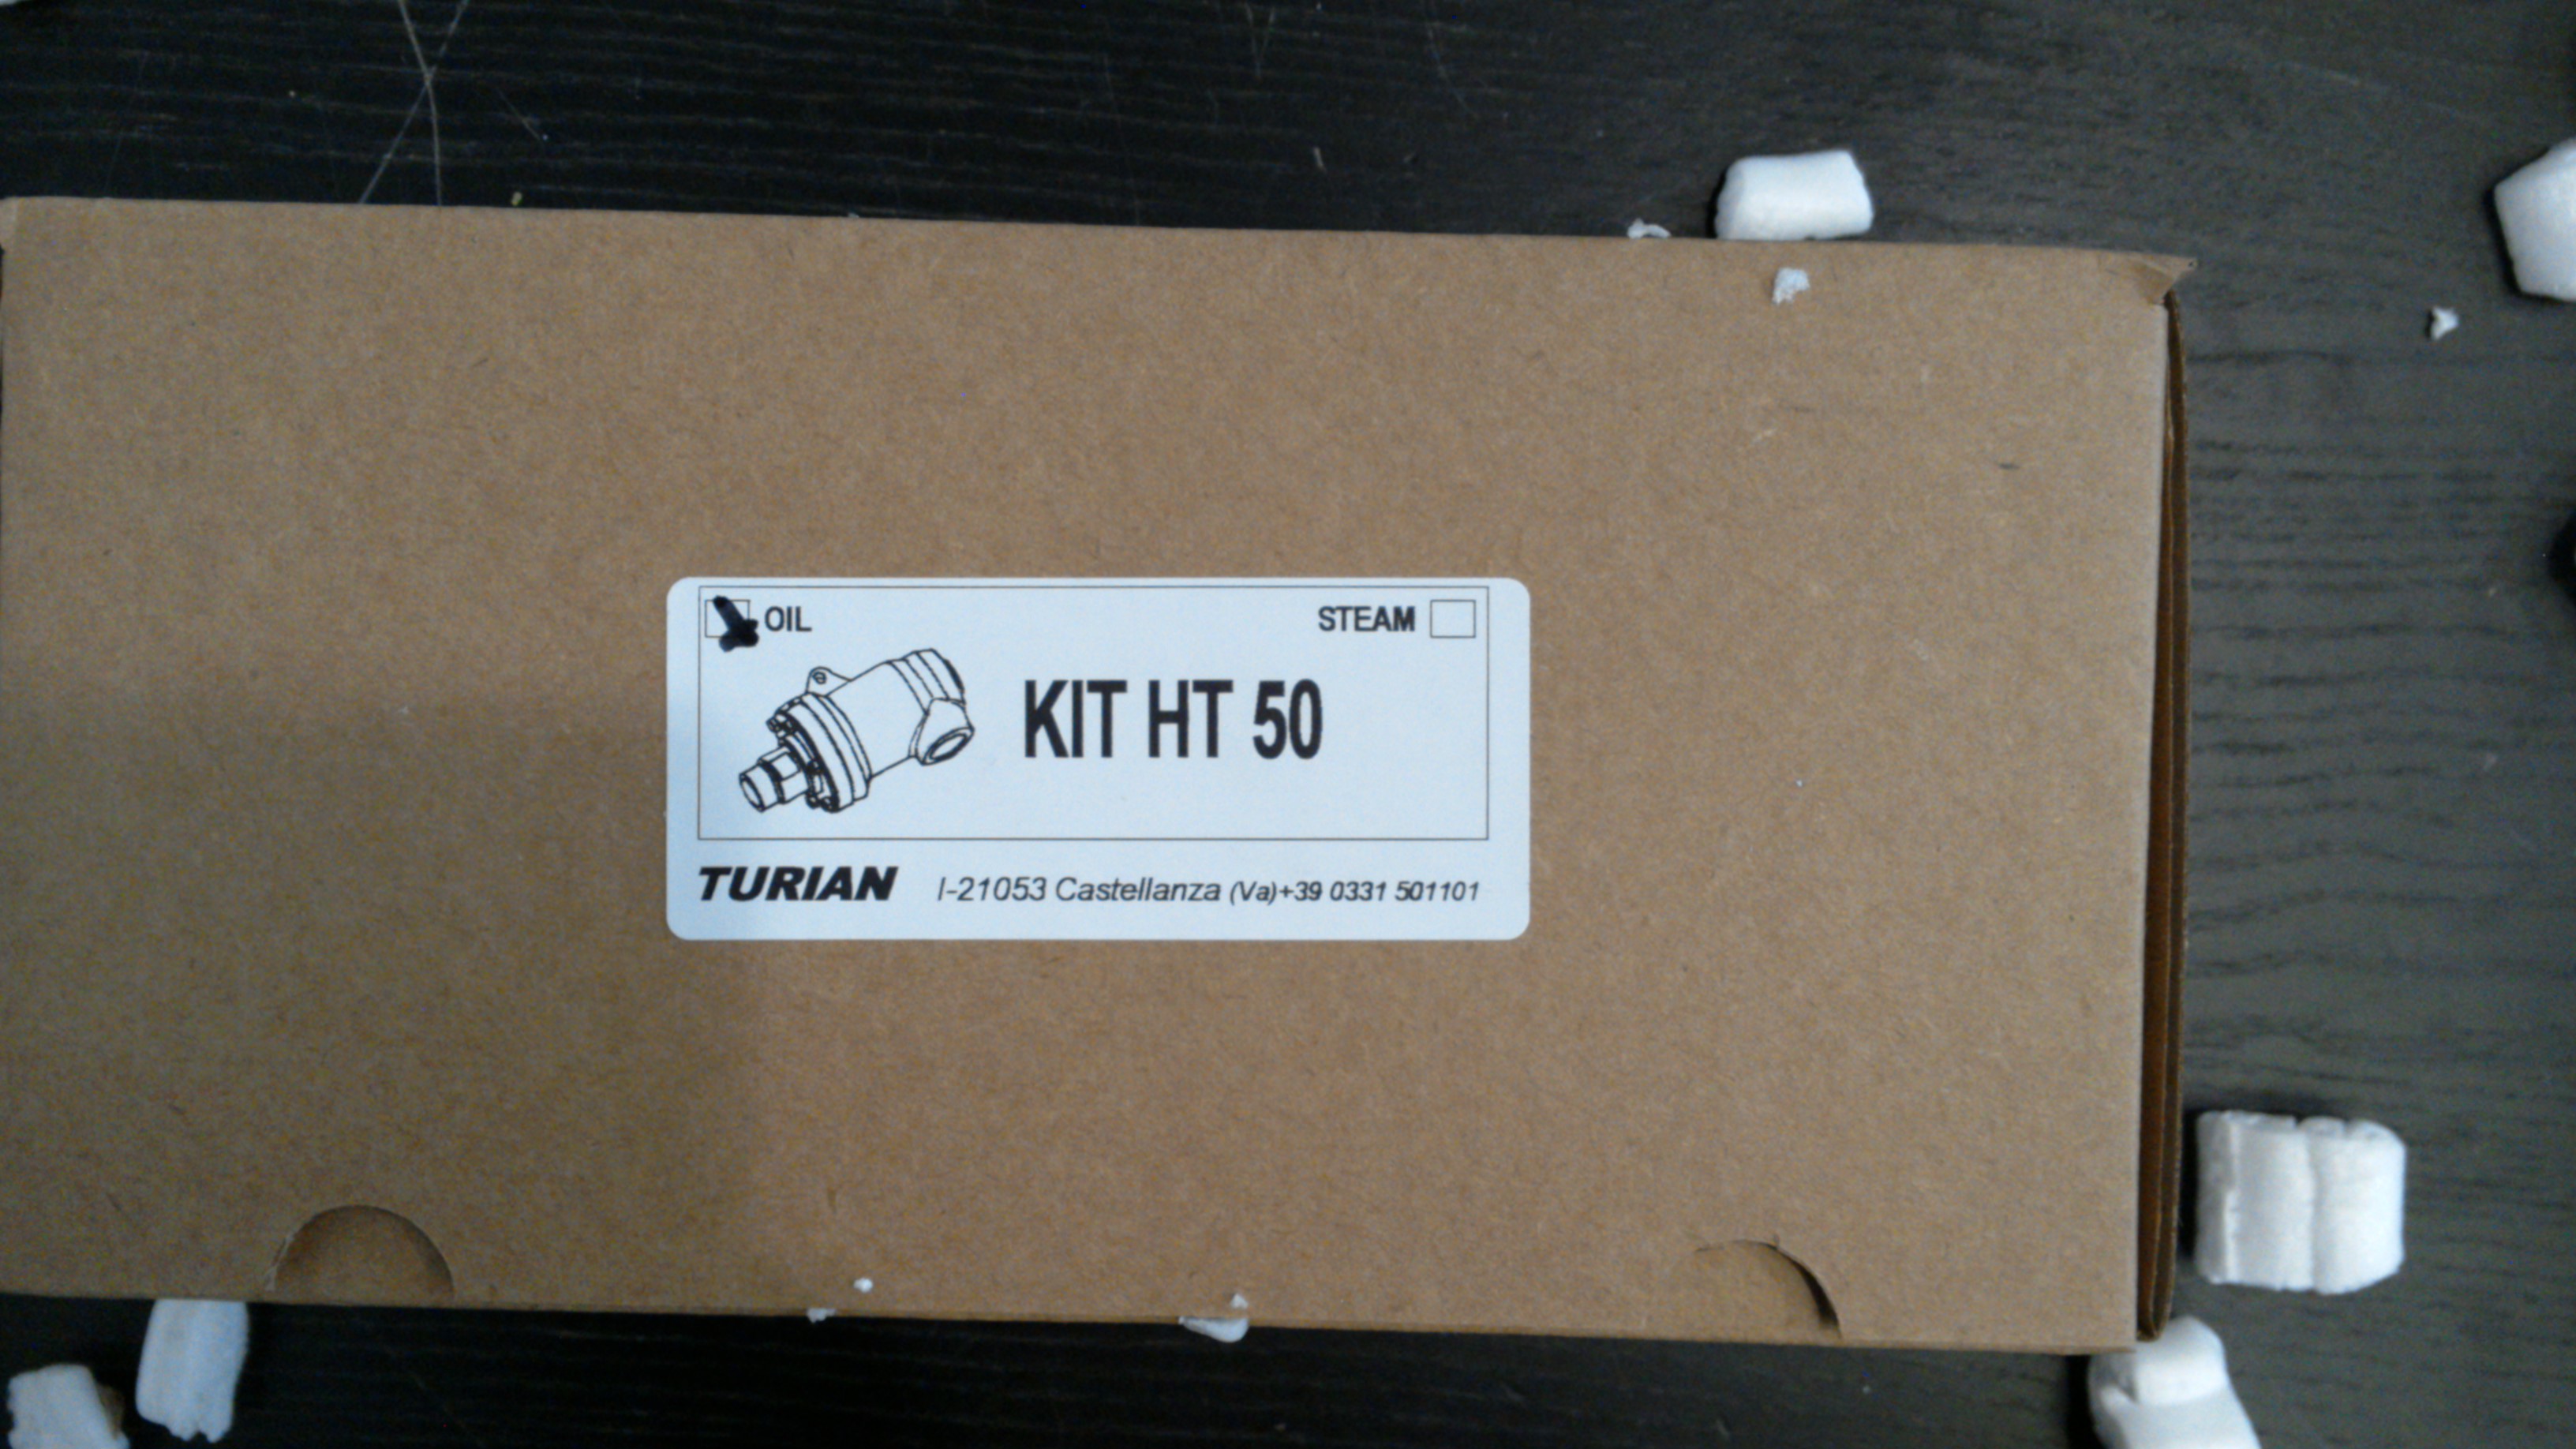 OIL STEAM
KIT HT 50
TURIAN I-21053 Castellanza (Va)+39 0331 501101